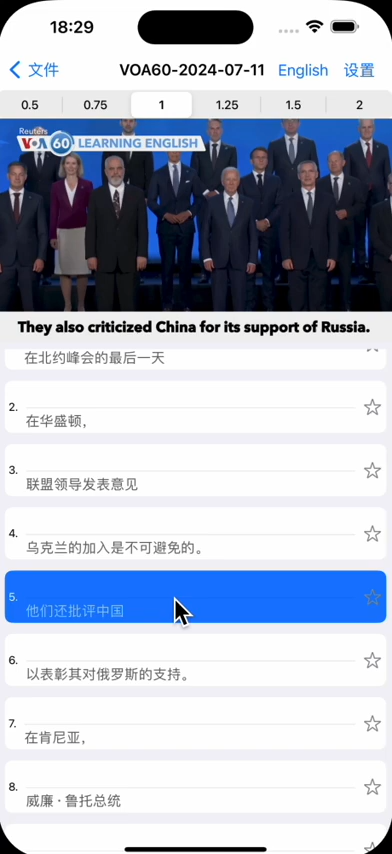 18:29
文件
VOA60-2024-07-11
English
设置
0.5
0.75
1
1.25
1.5
2
Reuters
VOA 60 LEARNING ENGLISH
They also criticized China for its support of Russia.
在北约峰会的最后一天
2.
在华盛顿，
3.
联盟领导发表意见
4.
乌克兰的加入是不可避免的。
5.
他们还批评中国
6.
以表彰其对俄罗斯的支持。
7.
在肯尼亚，
8.
威廉·鲁托总统